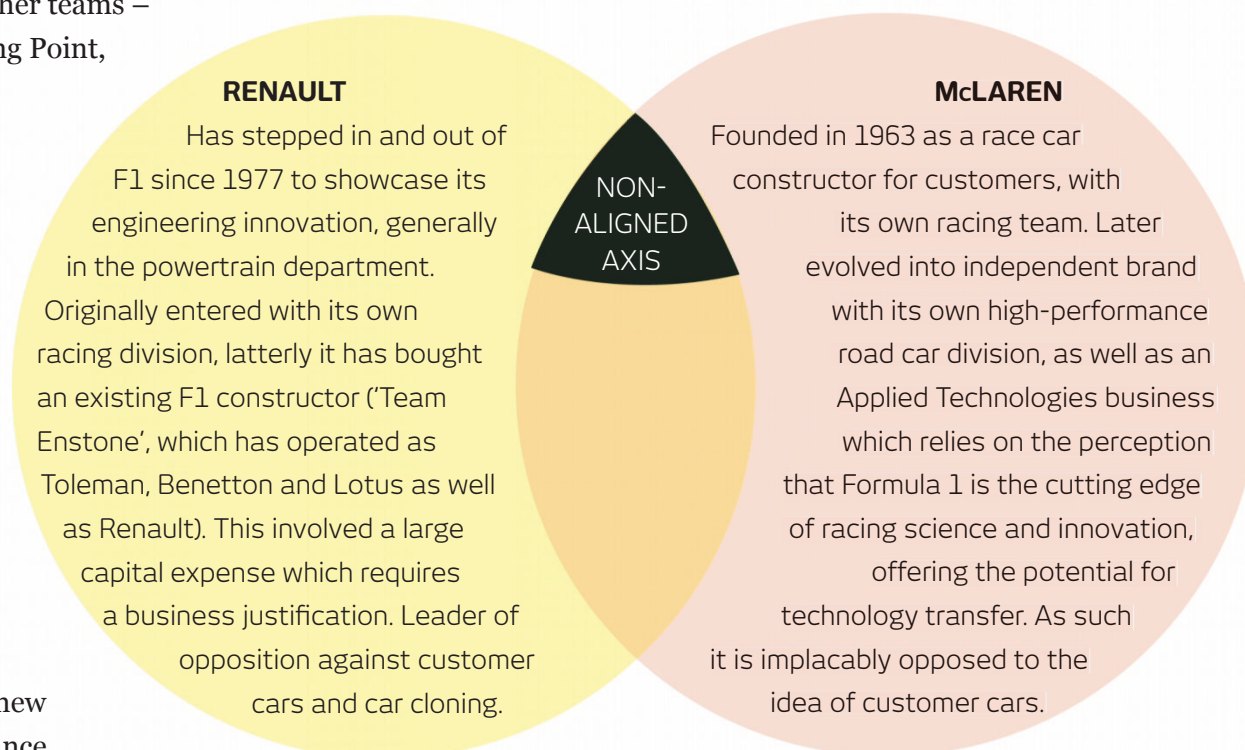 her teams –
ng Point,
RENAULT
Has stepped in and out of
F1 since 1977 to showcase its
engineering innovation, generally
in the powertrain department.
Originally entered with its own
racing division, latterly it has bought
an existing F1 constructor (‘Team
Enstone’, which has operated as
Toleman, Benetton and Lotus as well
as Renault). This involved a large
capital expense which requires
a business justification. Leader of
opposition against customer
cars and car cloning.
NON-
ALIGNED
AXIS
McLAREN
Founded in 1963 as a race car
constructor for customers, with
its own racing team. Later
evolved into independent brand
with its own high-performance
road car division, as well as an
Applied Technologies business
which relies on the perception
that Formula 1 is the cutting edge
of racing science and innovation,
offering the potential for
technology transfer. As such
it is implacably opposed to the
idea of customer cars.
new
nce